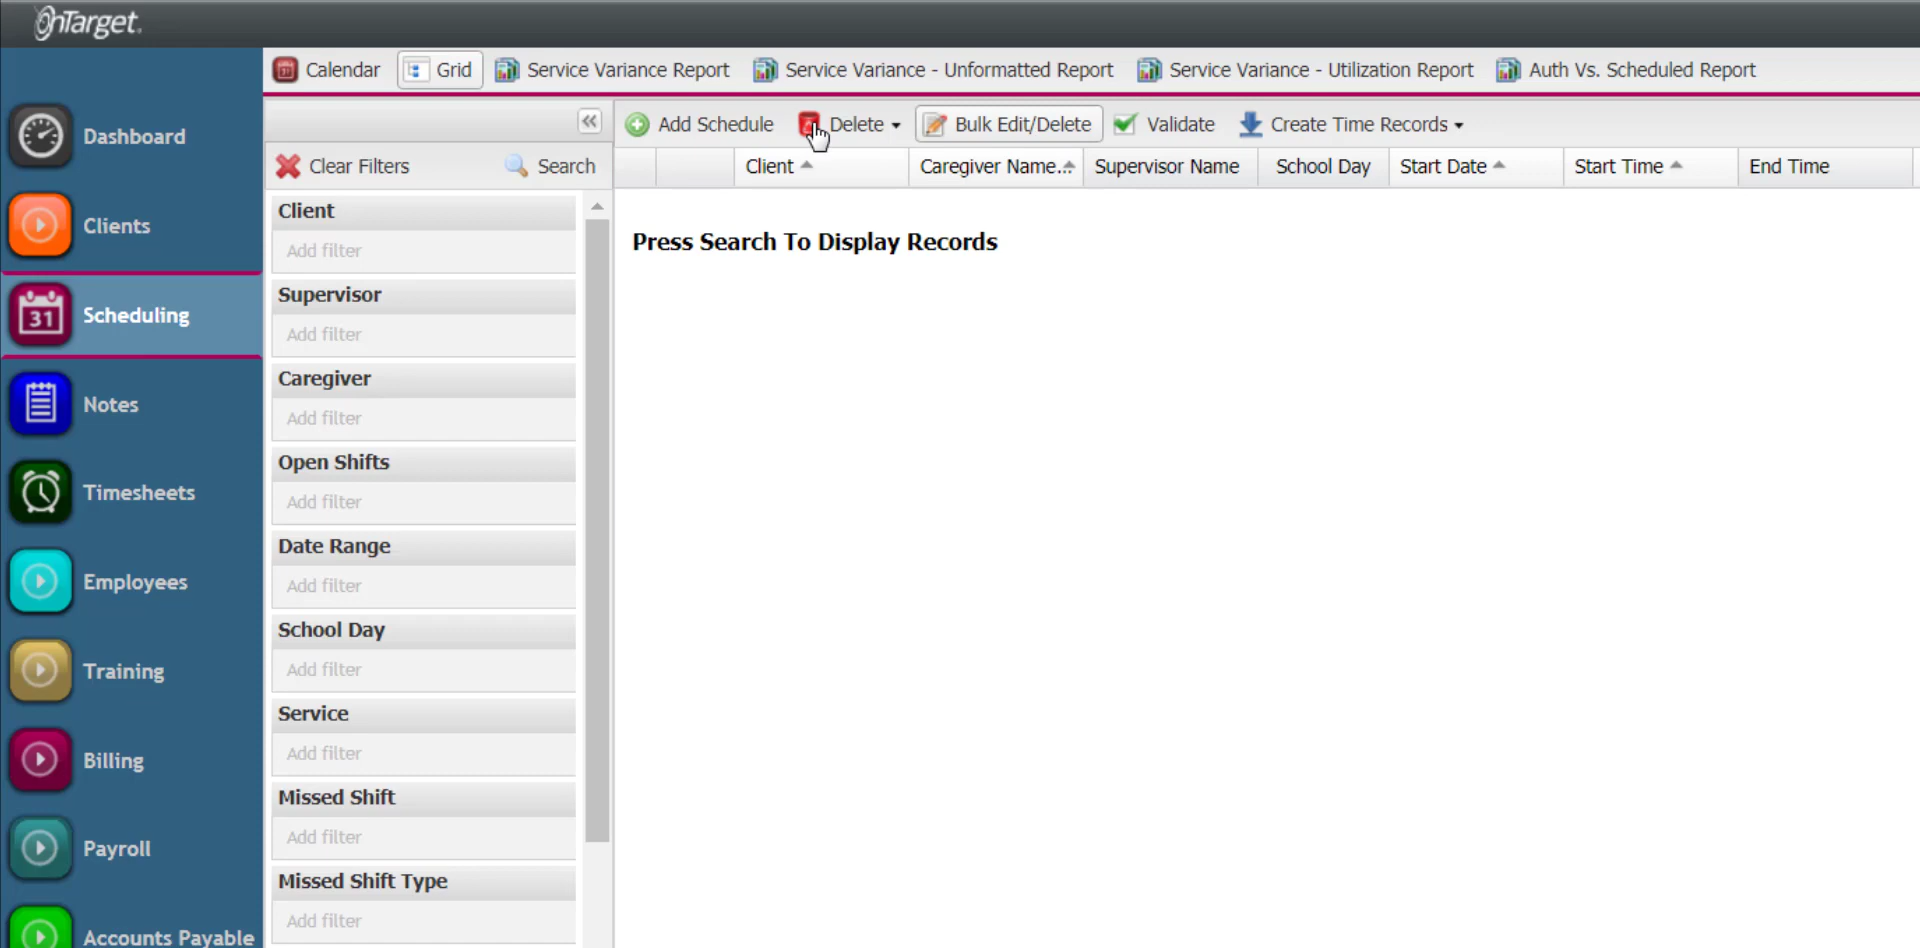 OnTarget.
Calendar Grid Service Variance Report Service Variance - Unformatted Report Service Variance - Utilization Report Auth Vs. Scheduled Report
Add Schedule Delete Bulk Edit/Delete Validate Create Time Records
Clear Filters Search
Client Caregiver Name... Supervisor Name School Day Start Date Start Time End Time
Press Search To Display Records
Dashboard
Clients
Scheduling
31
Notes
Timesheets
Employees
Training
Billing
Payroll
Accounts Payable
Client
Add filter
Supervisor
Add filter
Caregiver
Add filter
Open Shifts
Add filter
Date Range
Add filter
School Day
Add filter
Service
Add filter
Missed Shift
Add filter
Missed Shift Type
Add filter